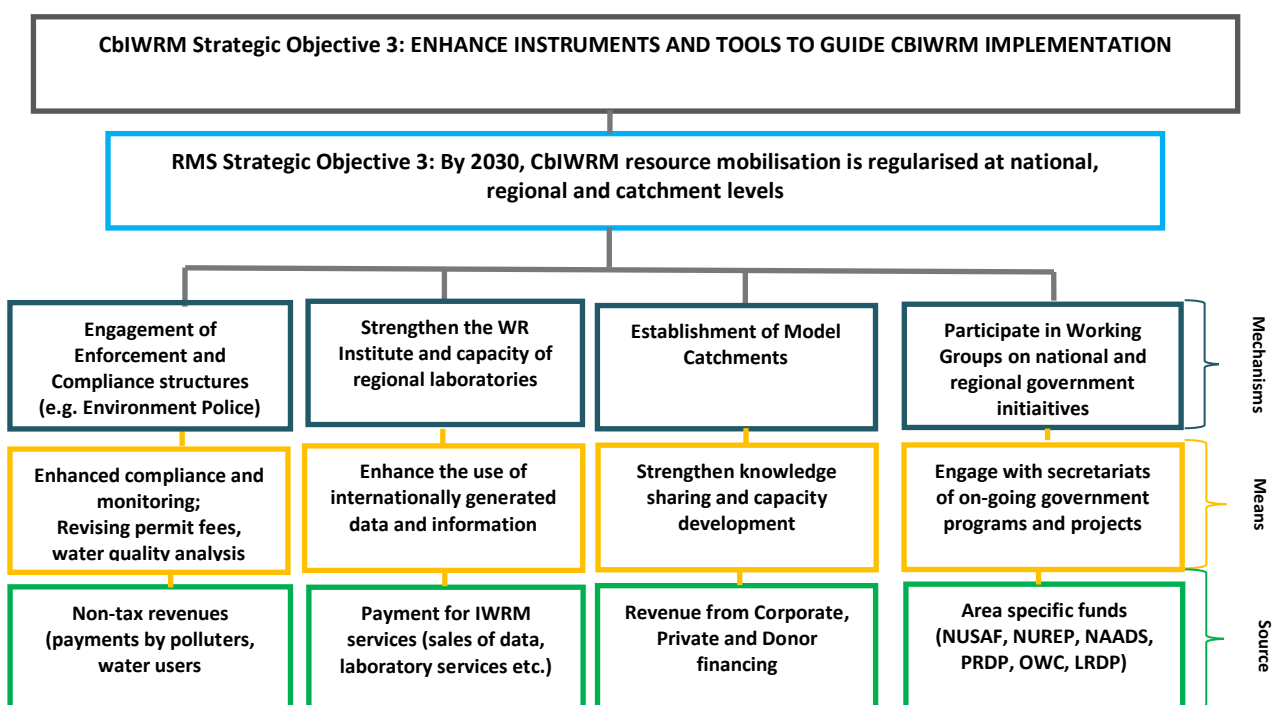 CbIWRM Strategic Objective 3: ENHANCE INSTRUMENTS AND TOOLS TO GUIDE CBIWRM IMPLEMENTATION
RMS Strategic Objective 3: By 2030, CbIWRM resource mobilisation is regularised at national,
regional and catchment levels
Engagement of
Enforcement and
Compliance structures
(e.g. Environment Police)
Strengthen the WR
Institute and capacity of
regional laboratories
Establishment of Model
Catchments
Participate in Working
Groups on national and
regional government
initiaitives
Mechanisms
Enhanced compliance and
monitoring;
Revising permit fees,
water quality analysis
Enhance the use of
internationally generated
data and information
Strengthen knowledge
sharing and capacity
development
Engage with secretariats
of on-going government
programs and projects
Means
Non-tax revenues
(payments by polluters,
water users
Payment for IWRM
services (sales of data,
laboratory services etc.)
Revenue from Corporate,
Private and Donor
financing
Area specific funds
(NUSAF, NUREP, NAADS,
PRDP, OWC, LRDP)
Source